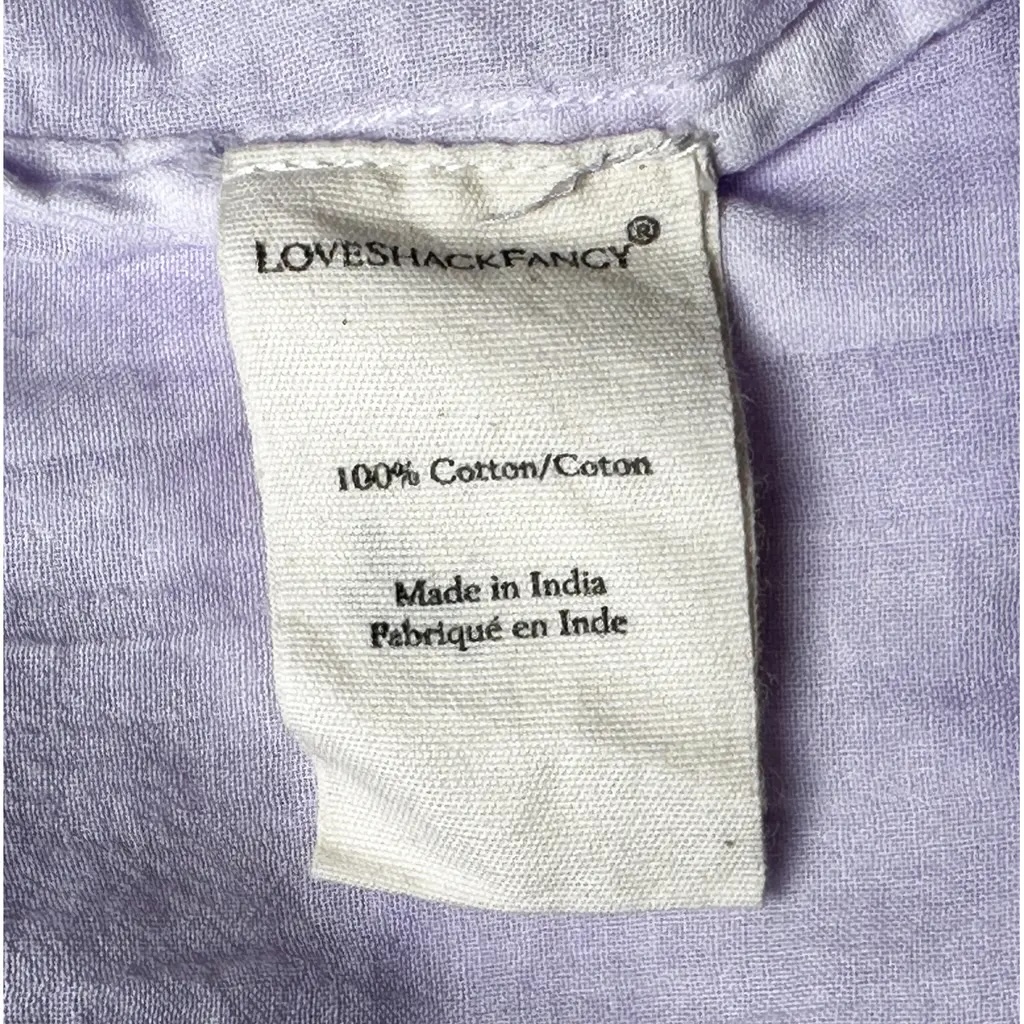 LOVESHACKFANCY®
100% Cotton/Coton
Made in India
Fabriqué en Inde